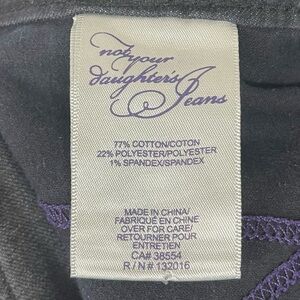 not your
daughters
Jeans
77% COTTON/COTON
22% POLYESTER/POLYESTER
1% SPANDEX/SPANDEX
MADE IN CHINA/
FABRIQUÉ EN CHINE
OVER FOR CARE/
RETOURNER POUR
ENTRETIEN
CA# 38554
R / N # 132016